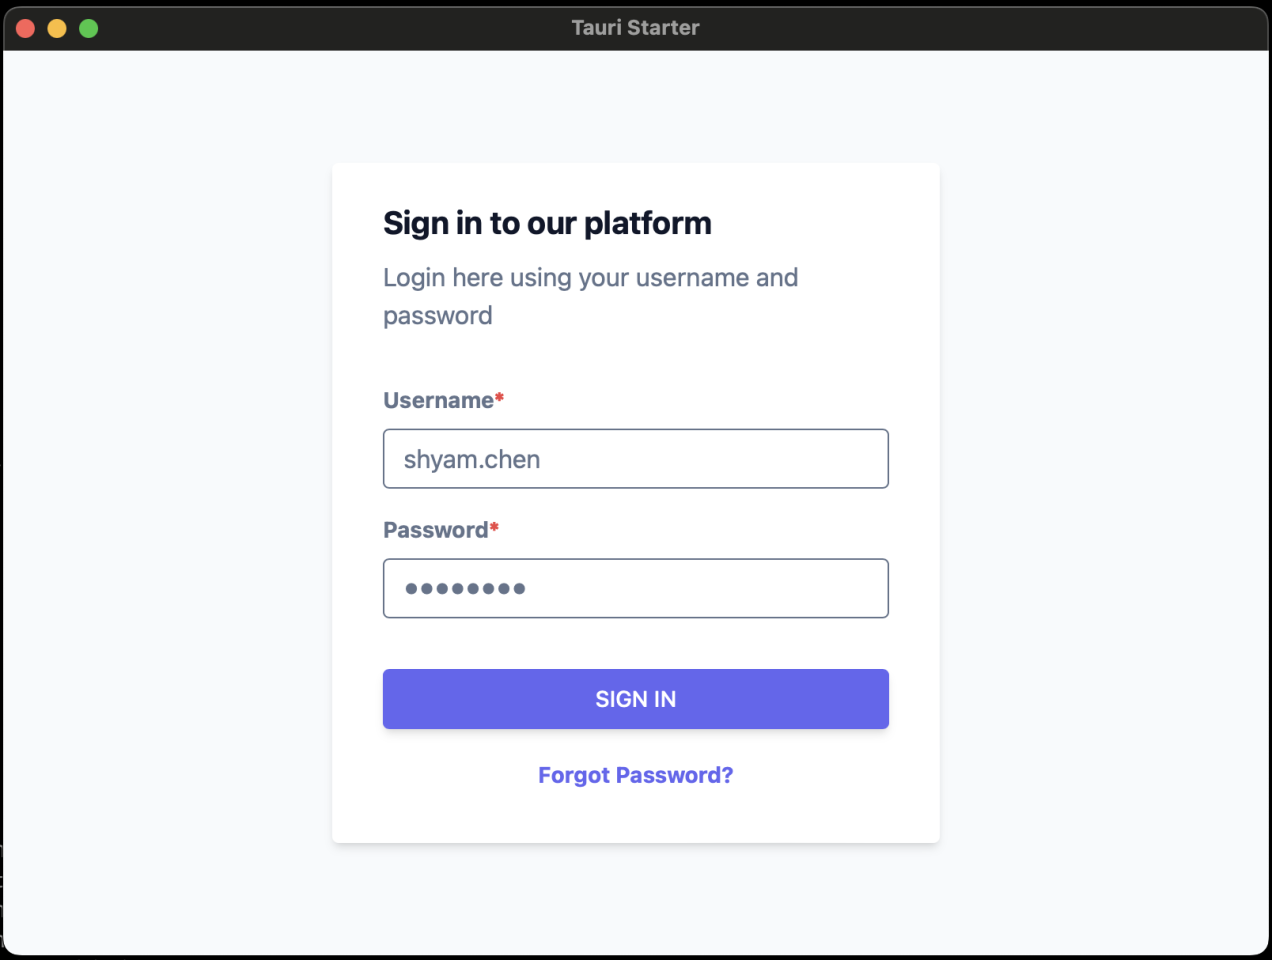 Tauri Starter
Sign in to our platform
Login here using your username and
password
Username*
shyam.chen
Password*
••••••••
SIGN IN
Forgot Password?